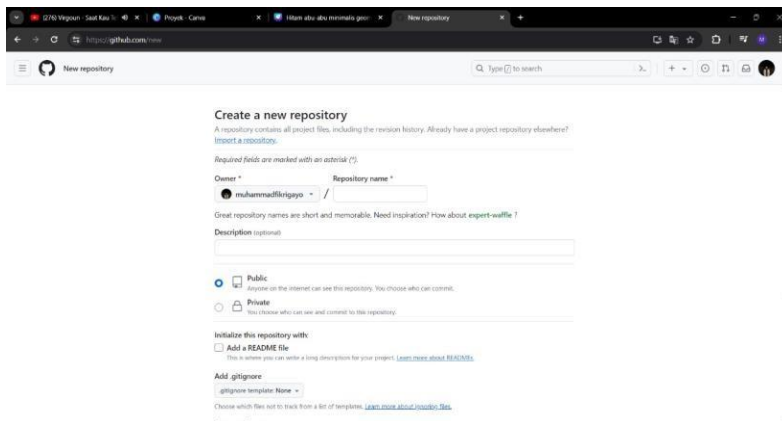 (276) Virgoun - Saat Kau T
Proyek - Canva
Hitam abu abu minimalis geom
New repository
https://github.com/new
New repository
Type / to search
Create a new repository
A repository contains all project files, including the revision history. Already have a project repository elsewhere?
Import a repository.
Required fields are marked with an asterisk (*).
Owner * Repository name *
muhammadfikrigayo /
Great repository names are short and memorable. Need inspiration? How about expert-waffle ?
Description (optional)
Public
Anyone on the internet can see this repository. You choose who can commit.
Private
You choose who can see and commit to this repository.
Initialize this repository with:
Add a README file
This is where you can write a long description for your project. Learn more about READMEs.
Add .gitignore
.gitignore template: None
Choose which files not to track from a list of templates. Learn more about ignoring files.